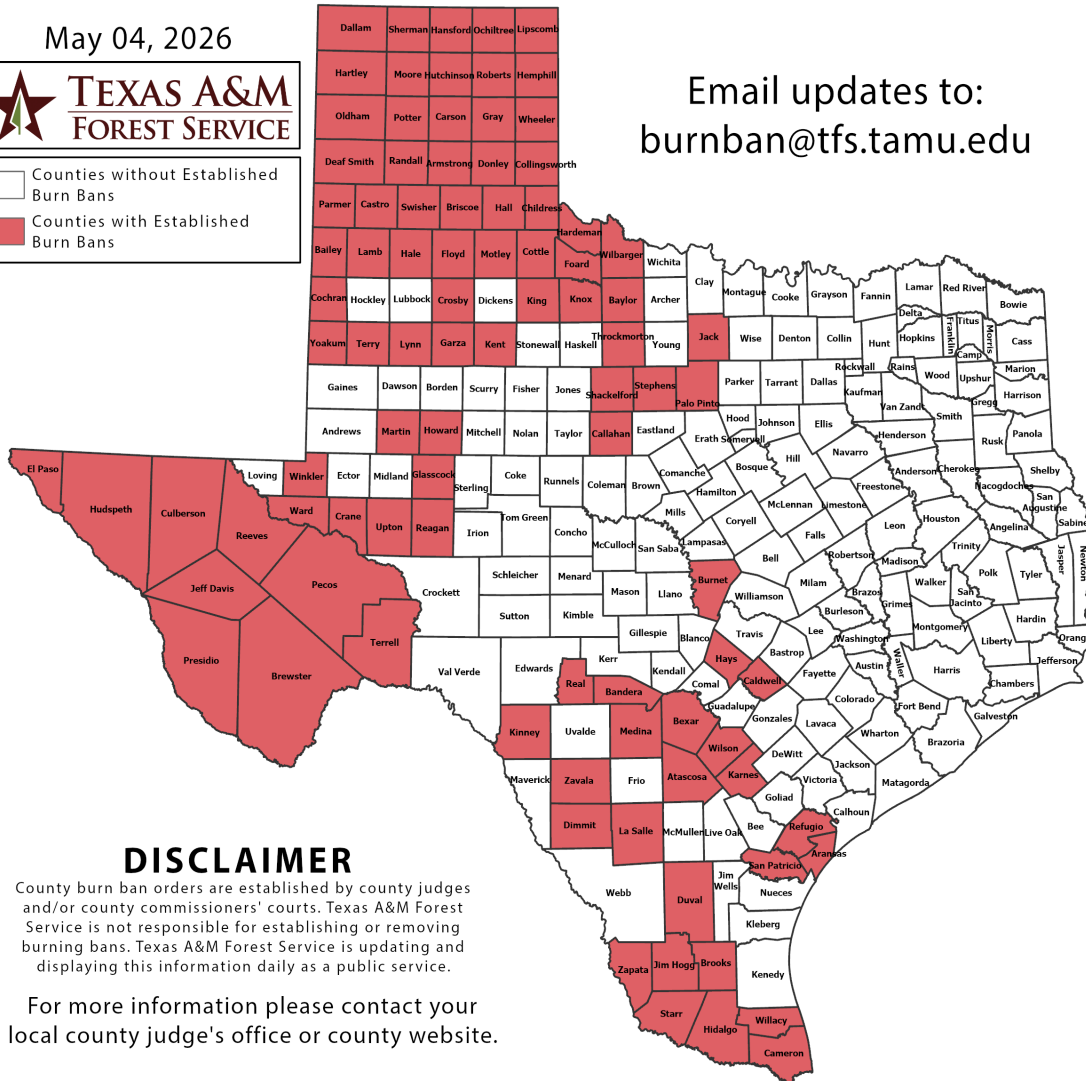 May 04, 2026
TEXAS A&M
FOREST SERVICE
Counties without Established
Burn Bans
Counties with Established
Burn Bans
Email updates to:
burnban@tfs.tamu.edu
Dallam Sherman Hansford Ochiltree Lipscomb
Hartley Moore Hutchinson Roberts Hemphill
Oldham Potter Carson Gray Wheeler
Deaf Smith Randall Armstrong Donley Collingsworth
Parmer Castro Swisher Briscoe Hall Childress
Hardeman
Bailey Lamb Hale Floyd Motley Cottle Foard Wilbarger Wichita
Clay Montague Cooke Grayson Fannin Lamar Red River Bowie
Cochran Hockley Lubbock Crosby Dickens King Knox Baylor Archer
Delta Franklin Titus Morris Cass
Yoakum Terry Lynn Garza Kent Stonewall Haskell Throckmorton Young Jack Wise Denton Collin Hunt Hopkins
Camp
Rockwall Rains Wood Upshur Marion
Gaines Dawson Borden Scurry Fisher Jones Shackelford Stephens Palo Pinto Parker Tarrant Dallas Kaufman Van Zandt Gregg Harrison
Andrews Martin Howard Mitchell Nolan Taylor Callahan Eastland Erath Hood Somervell Johnson Ellis Henderson Smith Rusk Panola
El Paso Hudspeth Culberson Reeves Loving Winkler Ector Midland Glasscock Sterling Coke Runnels Coleman Brown Comanche Hamilton Bosque Hill Navarro Anderson Cherokee Nacogdoches Shelby
San
Augustine
Sabine
Ward Crane Upton Reagan Irion Tom Green Concho McCulloch San Saba Mills Lampasas Coryell McLennan Limestone Freestone Leon Houston Angelina
Jeff Davis Pecos Crockett Schleicher Menard Mason Llano Burnet Bell Falls Robertson Madison Trinity Polk Tyler Jasper Newton
Presidio Brewster Terrell Sutton Kimble Gillespie Blanco Williamson Milam Brazos Burleson Grimes Walker
San
Jacinto
Hardin
Val Verde Edwards Kerr Kendall Comal Hays Travis Bastrop Lee Washington Montgomery Liberty Orange
Real Bandera Caldwell Fayette Austin Waller Harris Chambers Jefferson
Kinney Uvalde Medina Bexar Guadalupe Gonzales Lavaca Colorado Fort Bend Galveston
Wilson Karnes DeWitt Wharton Brazoria
Maverick Zavala Frio Atascosa Goliad Victoria Jackson Matagorda
Dimmit La Salle McMullen Live Oak Bee Refugio Calhoun
Aransas
San Patricio
Webb Duval
Jim
Wells
Nueces
Kleberg
Zapata Jim Hogg Brooks Kenedy
Starr Hidalgo Willacy
Cameron
DISCLAIMER
County burn ban orders are established by county judges
and/or county commissioners' courts. Texas A&M Forest
Service is not responsible for establishing or removing
burning bans. Texas A&M Forest Service is updating and
displaying this information daily as a public service.
For more information please contact your
local county judge's office or county website.